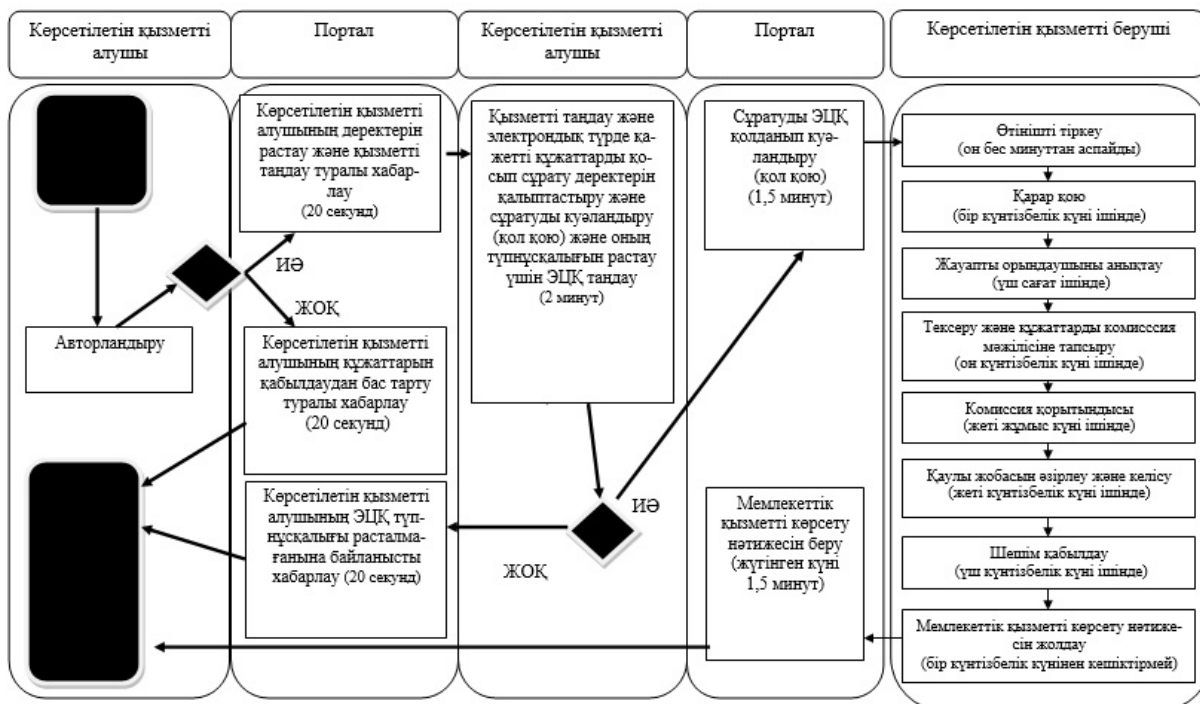 Көрсетілетін қызметті
алушы
Портал
Көрсетілетін қызметті
алушы
Портал
Көрсетілетін қызметті беруші
Авторландыру
Көрсетілетін қызметті
алушының деректерін
растау және қызметті
таңдау туралы хабар-
лау
(20 секунд)
ИӘ
ЖОҚ
Көрсетілетін қызметті
алушының құжаттарын
қабылдаудан бас тарту
туралы хабарлау
(20 секунд)
Көрсетілетін қызметті
алушының ЭЦҚ түп-
нұсқалығы расталма-
ғанына байланысты
хабарлау (20 секунд)
Қызметті таңдау және
электрондық түрде қа-
жетті құжаттарды қо-
сып сұрату деректерін
қалыптастыру және
сұратуды куәландыру
(қол қою) және оның
түпнұсқалығын растау
үшін ЭЦҚ таңдау
(2 минут)
ИӘ
ЖОҚ
Сұратуды ЭЦҚ
қолданып куә-
ландыру
(қол қою)
(1,5 минут)
Мемлекеттік
қызметті көрсету
нәтижесін беру
(жүгінген күні
1,5 минут)
Өтінішті тіркеу
(он бес минуттан аспайды)
Қарар қою
(бір күнтізбелік күні ішінде)
Жауапты орындаушыны анықтау
(үш сағат ішінде)
Тексеру және құжаттарды комисссия
мәжілісіне тапсыру
(он күнтізбелік күні ішінде)
Комиссия қорытындысы
(жеті жұмыс күні ішінде)
Қаулы жобасын әзірлеу және келісу
(жеті күнтізбелік күні ішінде)
Шешім қабылдау
(үш күнтізбелік күні ішінде)
Мемлекеттік қызметті көрсету нәтиже-
сін жолдау
(бір күнтізбелік күнінен кешіктірмей)